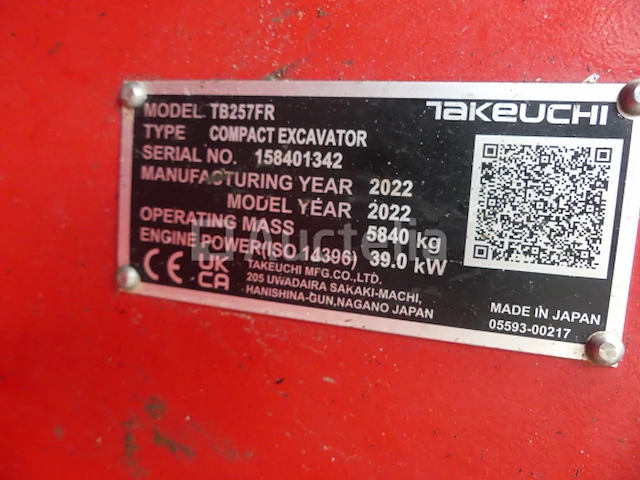 TAKEUCHI
MODEL TB257FR
TYPE COMPACT EXCAVATOR
SERIAL NO. 158401342
MANUFACTURING YEAR 2022
MODEL YEAR 2022
OPERATING MASS 5840 kg
ENGINE POWER(ISO 14396) 39.0 kW
CE UK CA
TAKEUCHI MFG.CO.,LTD.
205 UWADAIRA SAKAKI-MACHI,
HANISHINA-GUN,NAGANO JAPAN
MADE IN JAPAN
05593-00217
Auctelia